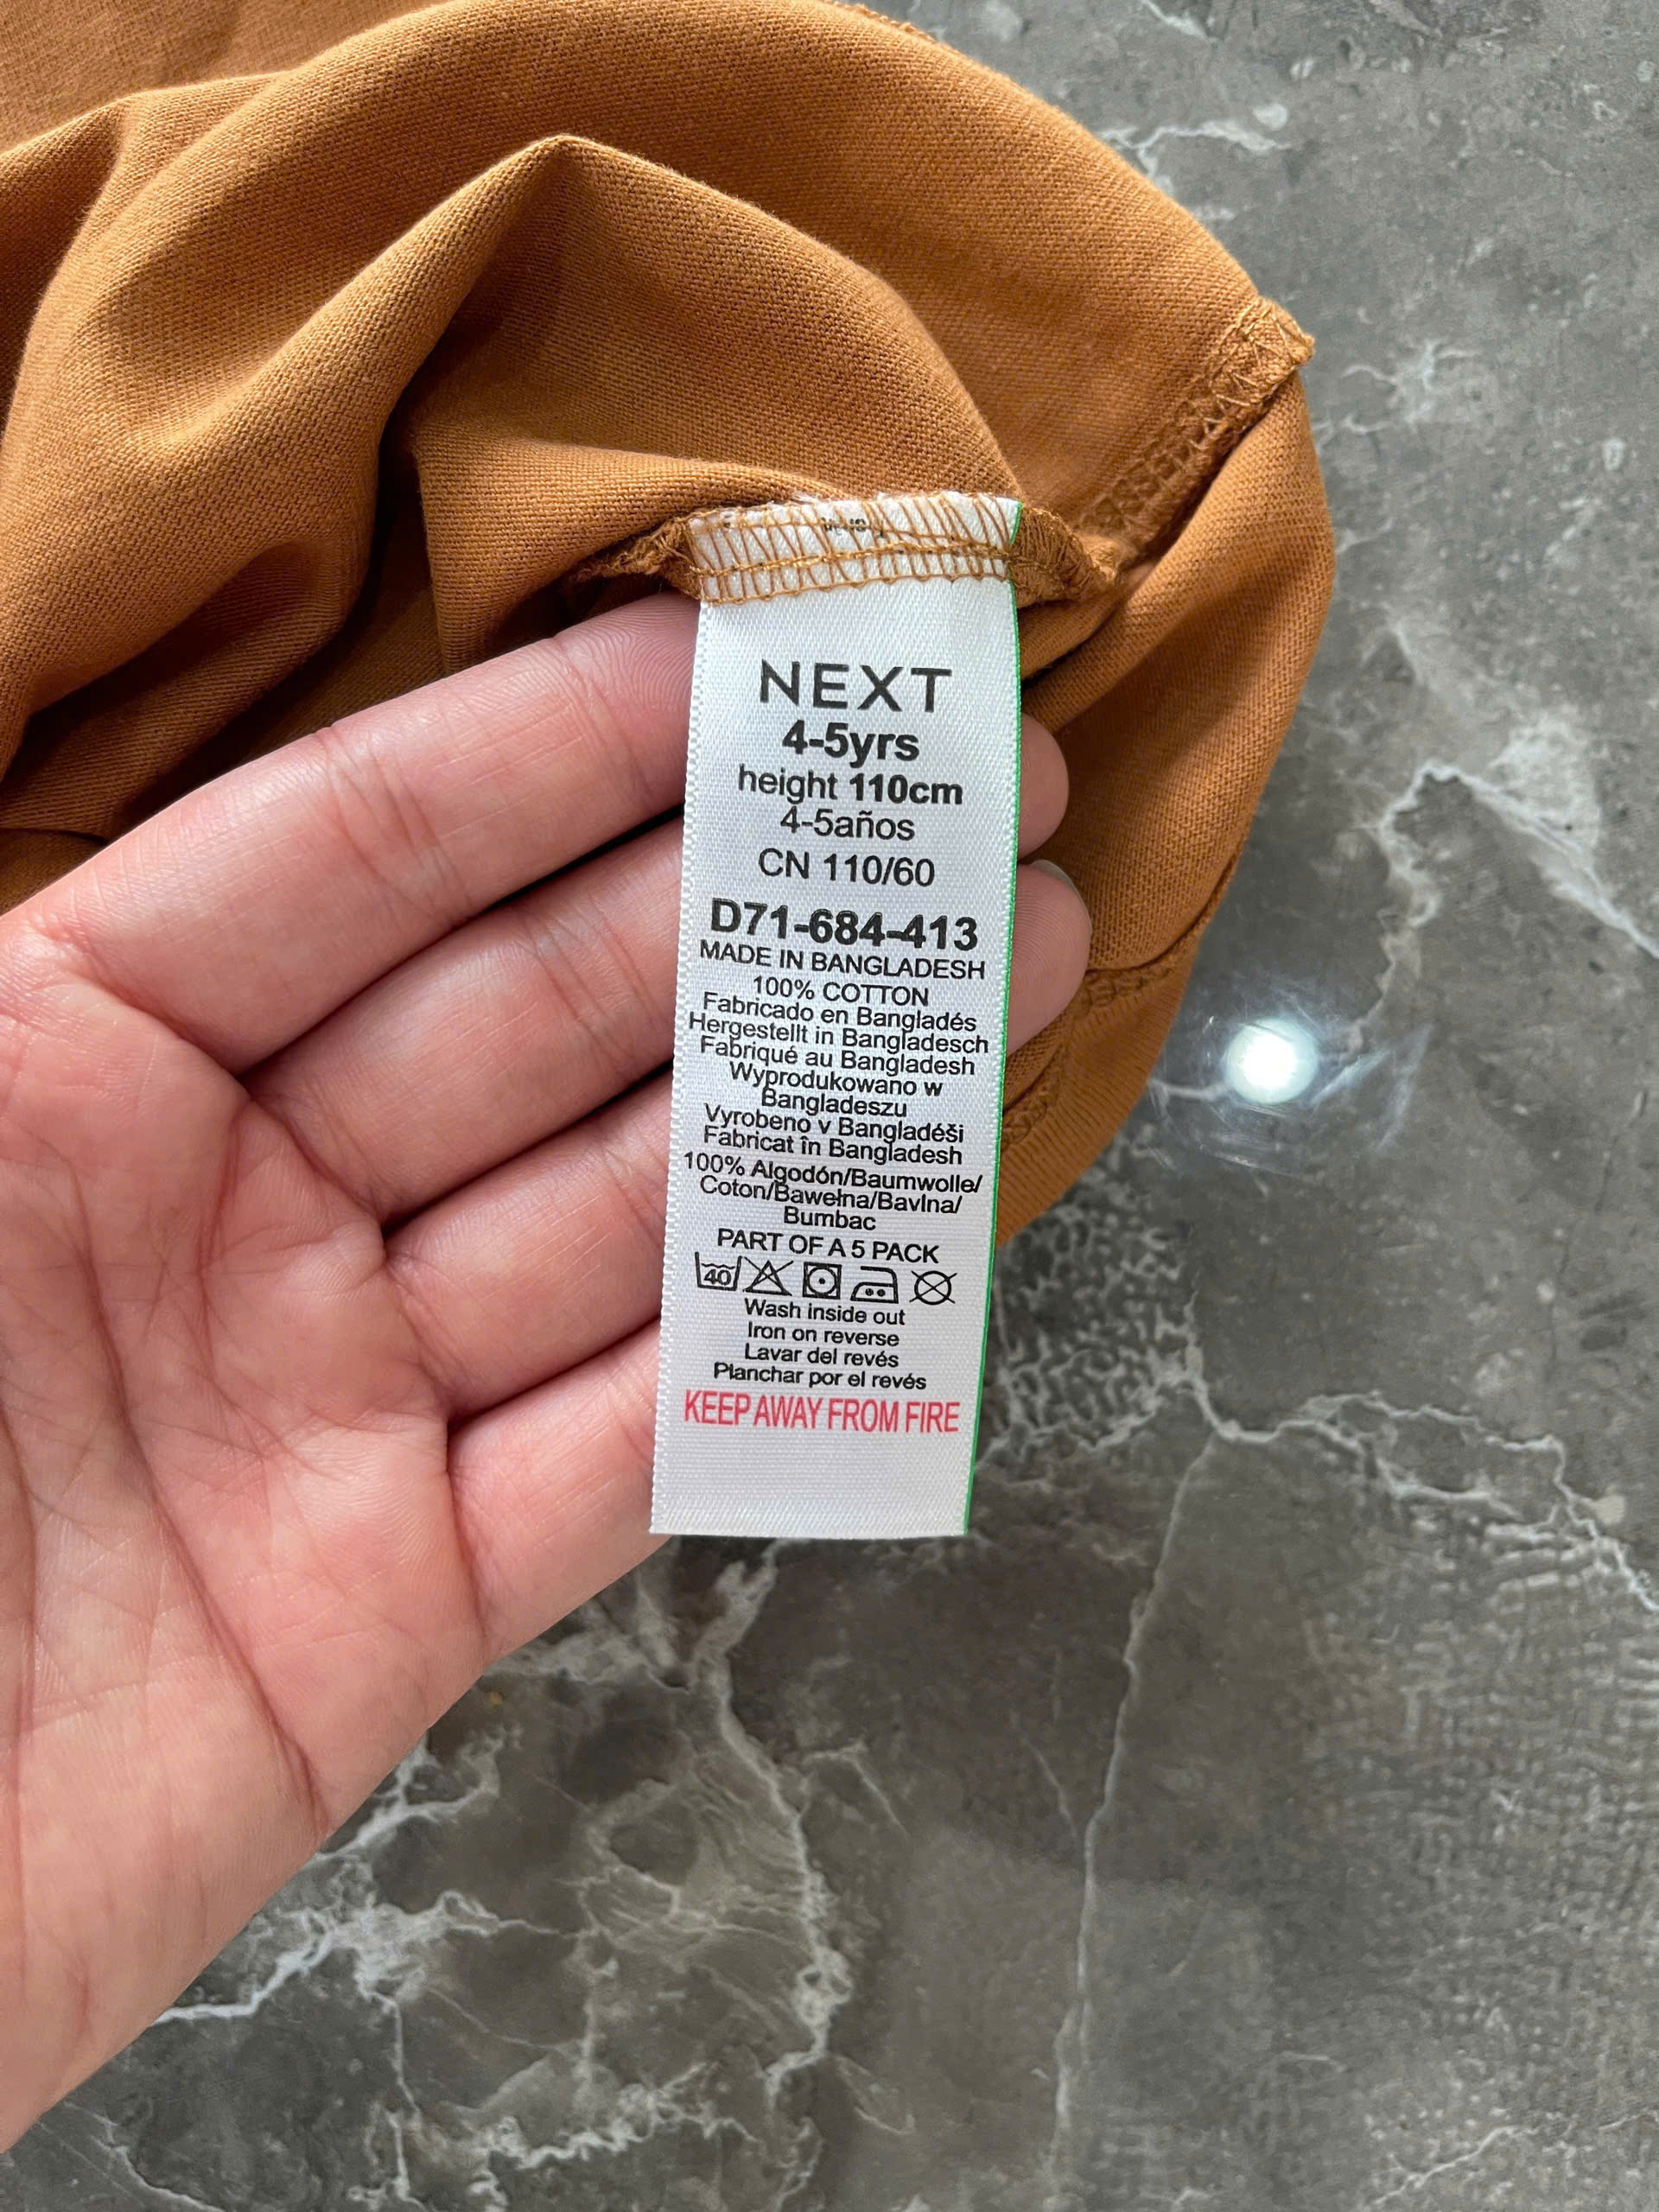 NEXT
4-5yrs
height 110cm
4-5años
CN 110/60
D71-684-413
MADE IN BANGLADESH
100% COTTON
Fabricado en Bangladés
Hergestellt in Bangladesch
Fabriqué au Bangladesh
Wyprodukowano w
Bangladeszu
Vyrobeno v Bangladéši
Fabricat în Bangladesh
100% Algodón/Baumwolle/
Coton/Bawełna/Bavlna/
Bumbac
PART OF A 5 PACK
40
Wash inside out
Iron on reverse
Lavar del revés
Planchar por el revés
KEEP AWAY FROM FIRE